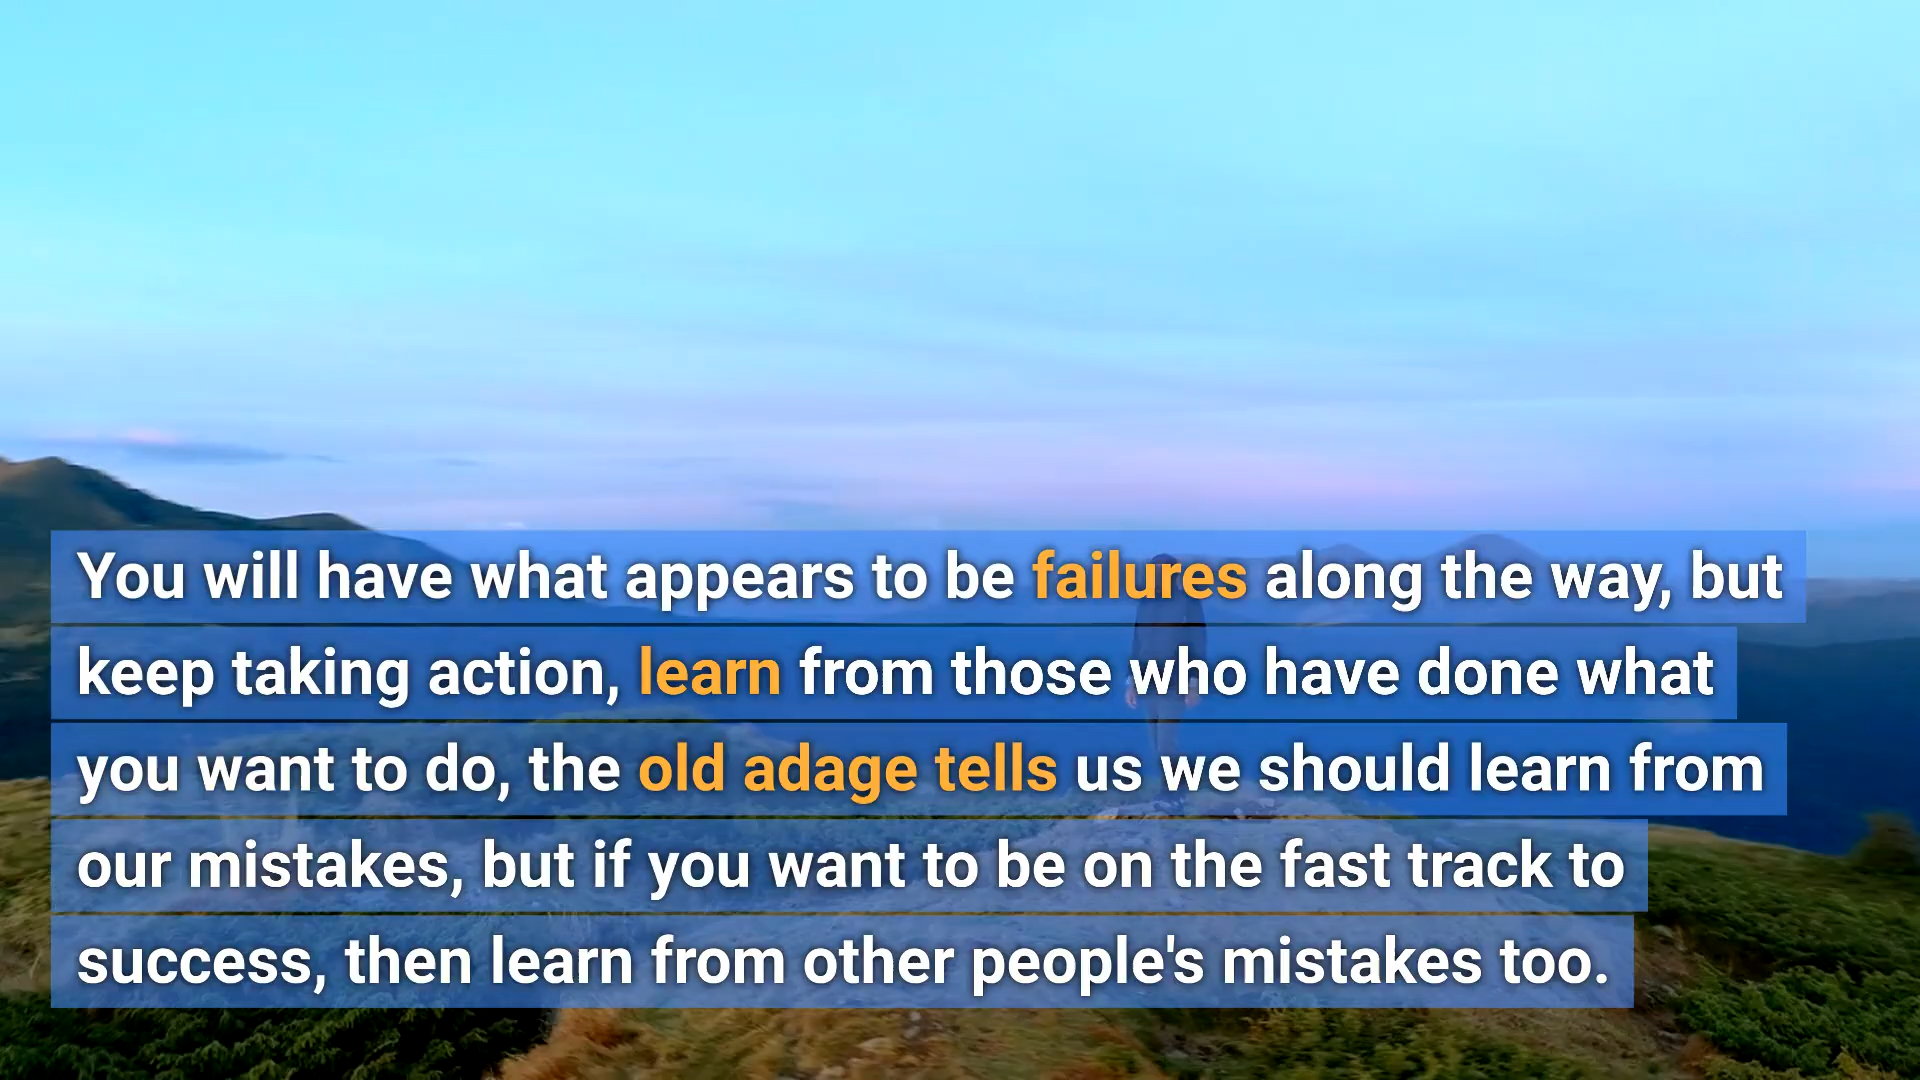 You will have what appears to be failures along the way, but
keep taking action, learn from those who have done what
you want to do, the old adage tells us we should learn from
our mistakes, but if you want to be on the fast track to
success, then learn from other people's mistakes too.